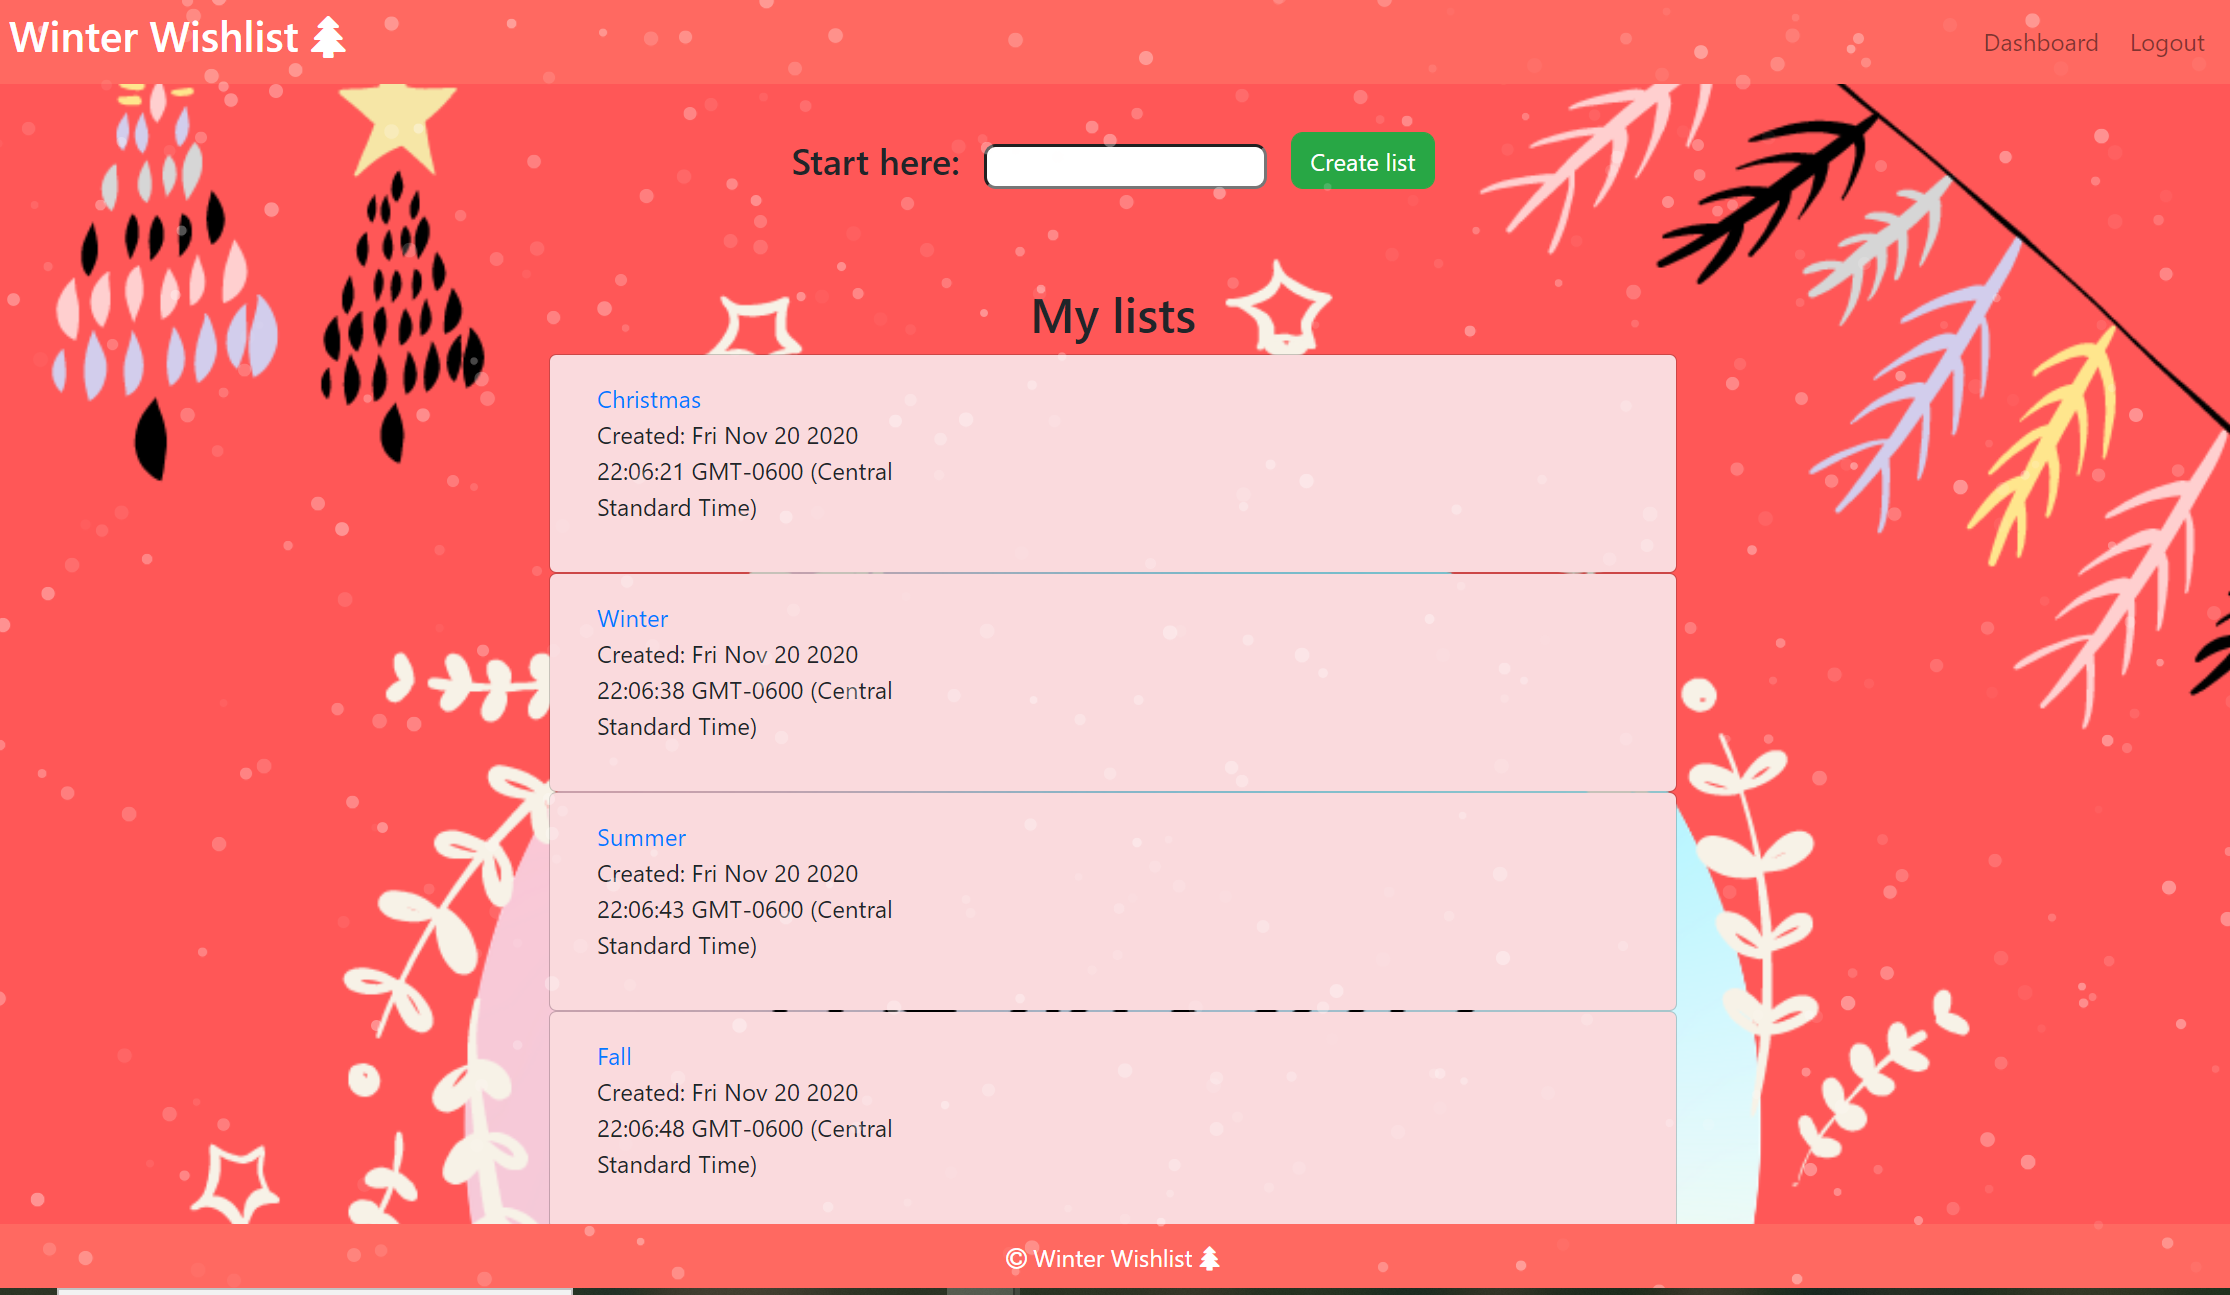 Winter Wishlist
Dashboard Logout
Start here: Create list
My lists
Christmas
Created: Fri Nov 20 2020
22:06:21 GMT-0600 (Central
Standard Time)
Winter
Created: Fri Nov 20 2020
22:06:38 GMT-0600 (Central
Standard Time)
Summer
Created: Fri Nov 20 2020
22:06:43 GMT-0600 (Central
Standard Time)
Fall
Created: Fri Nov 20 2020
22:06:48 GMT-0600 (Central
Standard Time)
© Winter Wishlist